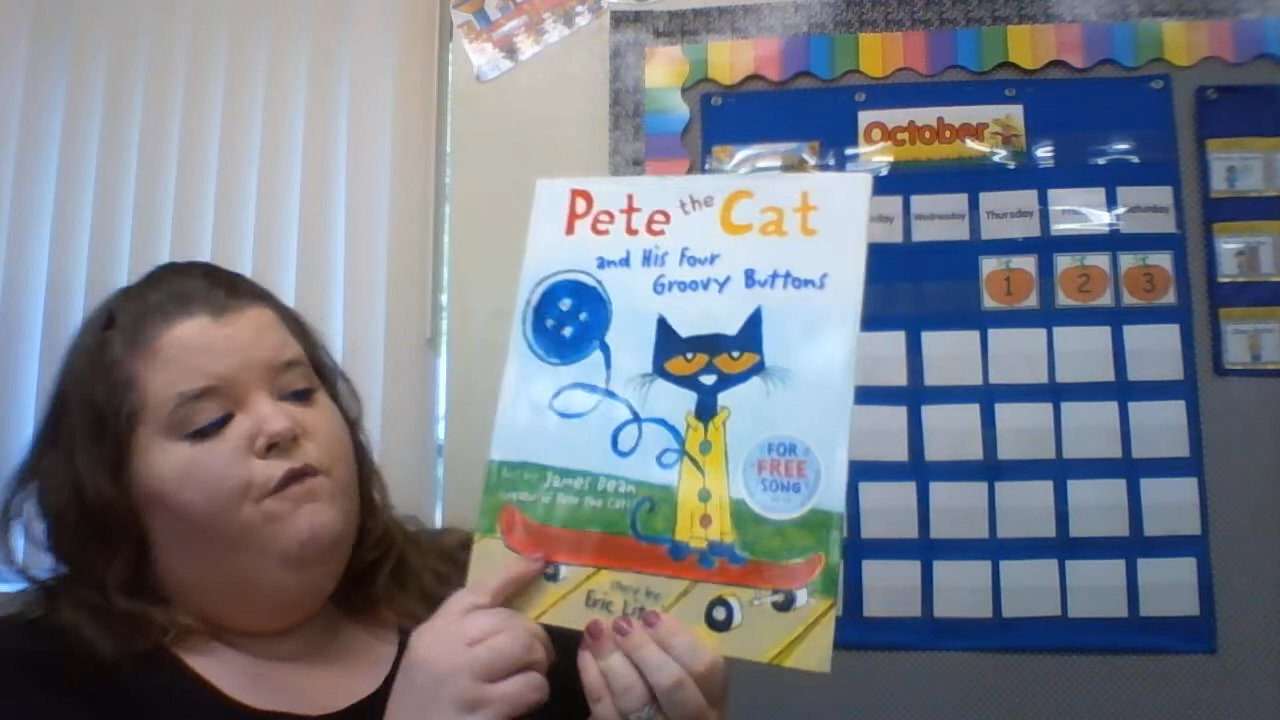 October
Pete the Cat
and His Four
Groovy Buttons
Wednesday
Thursday
1
2
3
FOR
FREE
SONG
James Dean
Eric